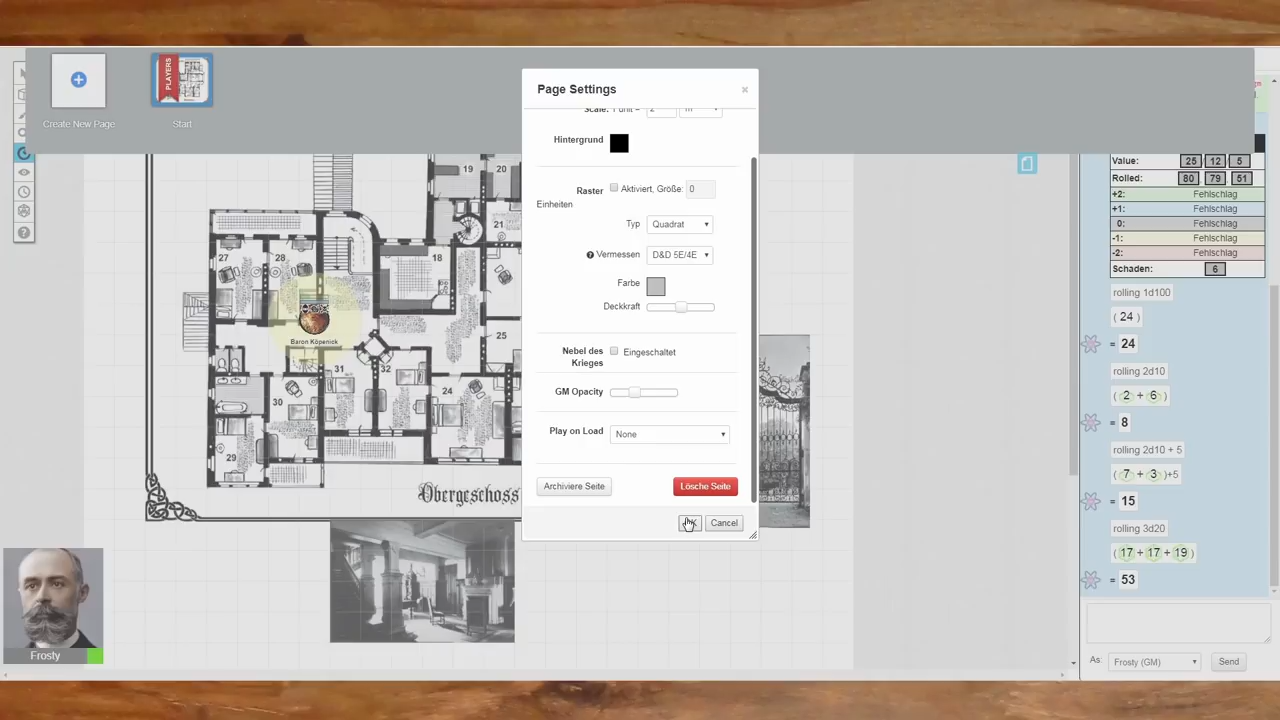 PLAYERS
Create New Page
Start
Page Settings
×
Scale: 1 unit =
Hintergrund
Raster
Aktiviert, Größe: 0
Einheiten
Typ
Quadrat
Vermessen
D&D 5E/4E
Farbe
Deckkraft
Nebel des
Krieges
Eingeschaltet
GM Opacity
Play on Load
None
Archiviere Seite
Lösche Seite
Cancel
19
20
21
18
27
28
25
Baron Köpenick
31
32
24
30
29
Obergeschoss
Frosty
Value: 25 12 5
Rolled: 80 79 51
+2: Fehlschlag
+1: Fehlschlag
0: Fehlschlag
-1: Fehlschlag
-2: Fehlschlag
Schaden: 6
rolling 1d100
(24)
= 24
rolling 2d10
(2+6)
= 8
rolling 2d10 + 5
(7+3)+5
= 15
rolling 3d20
(17+17+19)
= 53
As: Frosty (GM)
Send